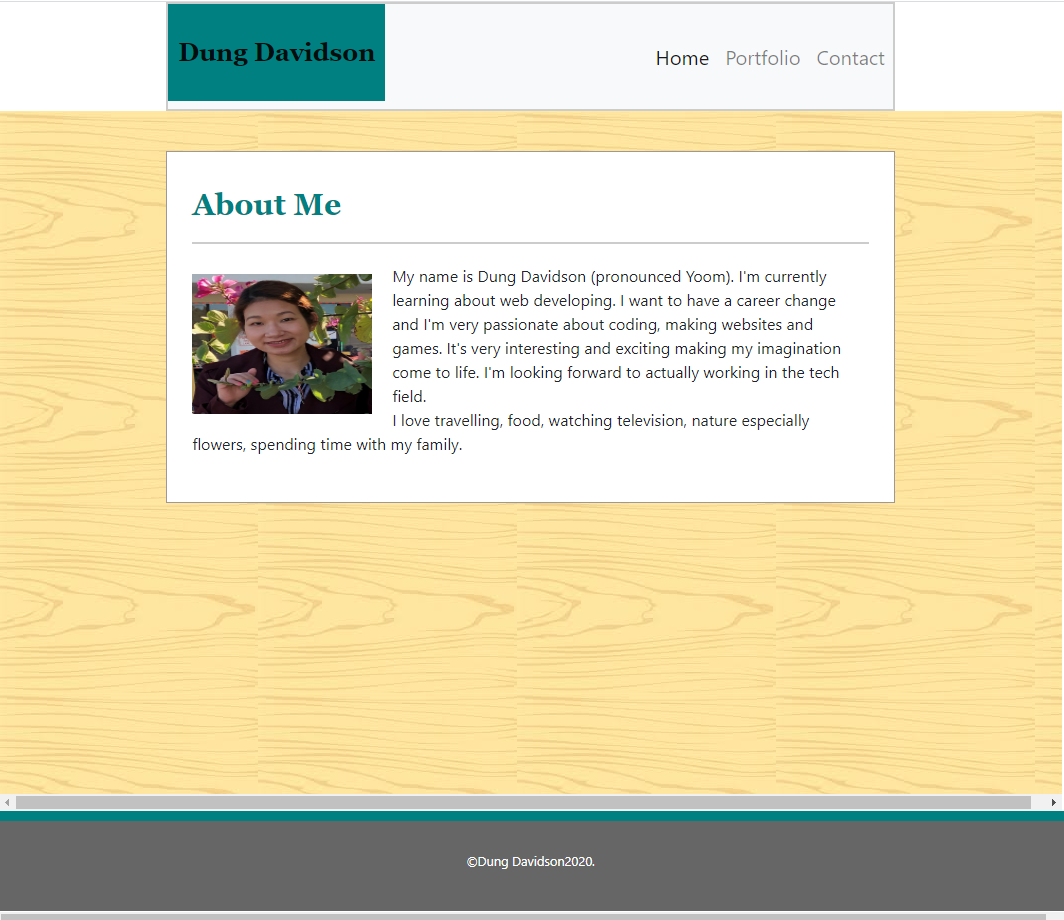 Dung Davidson
Home Portfolio Contact
About Me
My name is Dung Davidson (pronounced Yoom). I'm currently
learning about web developing. I want to have a career change
and I'm very passionate about coding, making websites and
games. It's very interesting and exciting making my imagination
come to life. I'm looking forward to actually working in the tech
field.
I love travelling, food, watching television, nature especially
flowers, spending time with my family.
©Dung Davidson2020.